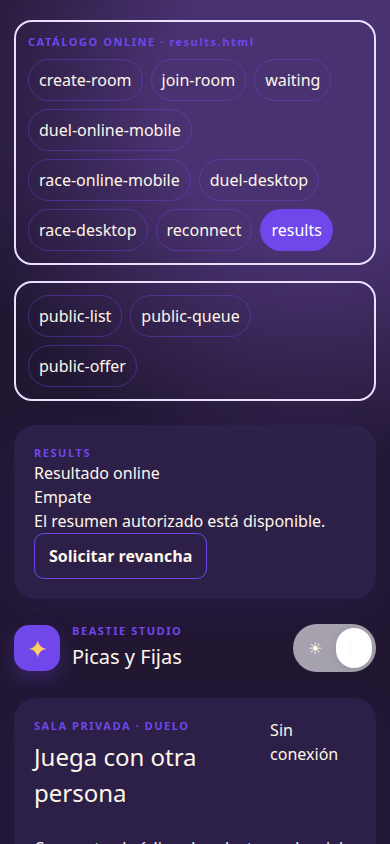 CATÁLOGO ONLINE · results.html
create-room join-room waiting
duel-online-mobile
race-online-mobile duel-desktop
race-desktop reconnect results
public-list public-queue
public-offer
RESULTS
Resultado online
Empate
El resumen autorizado está disponible.
Solicitar revancha
BEASTIE STUDIO
Picas y Fijas
SALA PRIVADA · DUELO
Juega con otra
persona
Sin
conexión